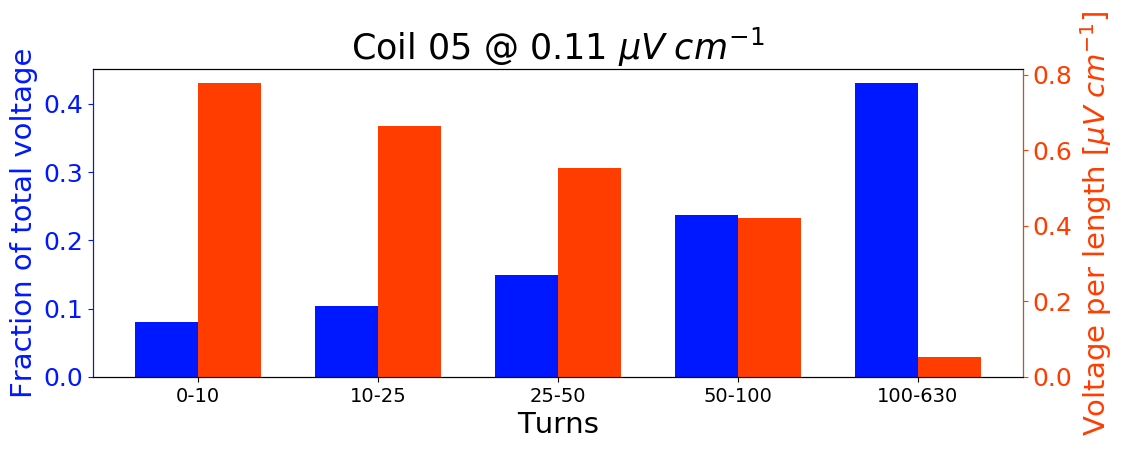 Coil 05 @ 0.11 μV cm⁻¹
Fraction of total voltage
0.4
0.3
0.2
0.1
0.0
0.8
0.6
0.4
0.2
0.0
Voltage per length [μV cm⁻¹]
0-10 10-25 25-50 50-100 100-630
Turns